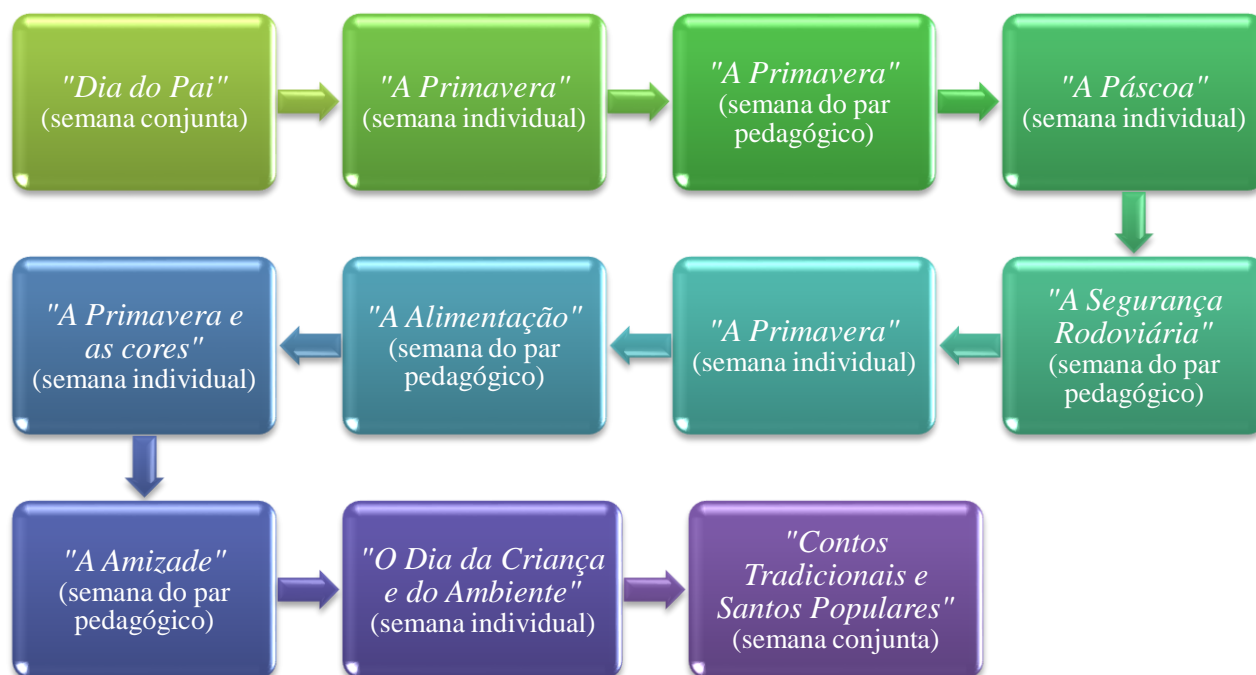 "Dia do Pai"
(semana conjunta)
"A Primavera"
(semana individual)
"A Primavera"
(semana do par
pedagógico)
"A Páscoa"
(semana individual)
"A Segurança
Rodoviária"
(semana do par
pedagógico)
"A Primavera"
(semana individual)
"A Alimentação"
(semana do par
pedagógico)
"A Primavera e
as cores"
(semana individual)
"A Amizade"
(semana do par
pedagógico)
"O Dia da Criança
e do Ambiente"
(semana individual)
"Contos
Tradicionais e
Santos Populares"
(semana conjunta)